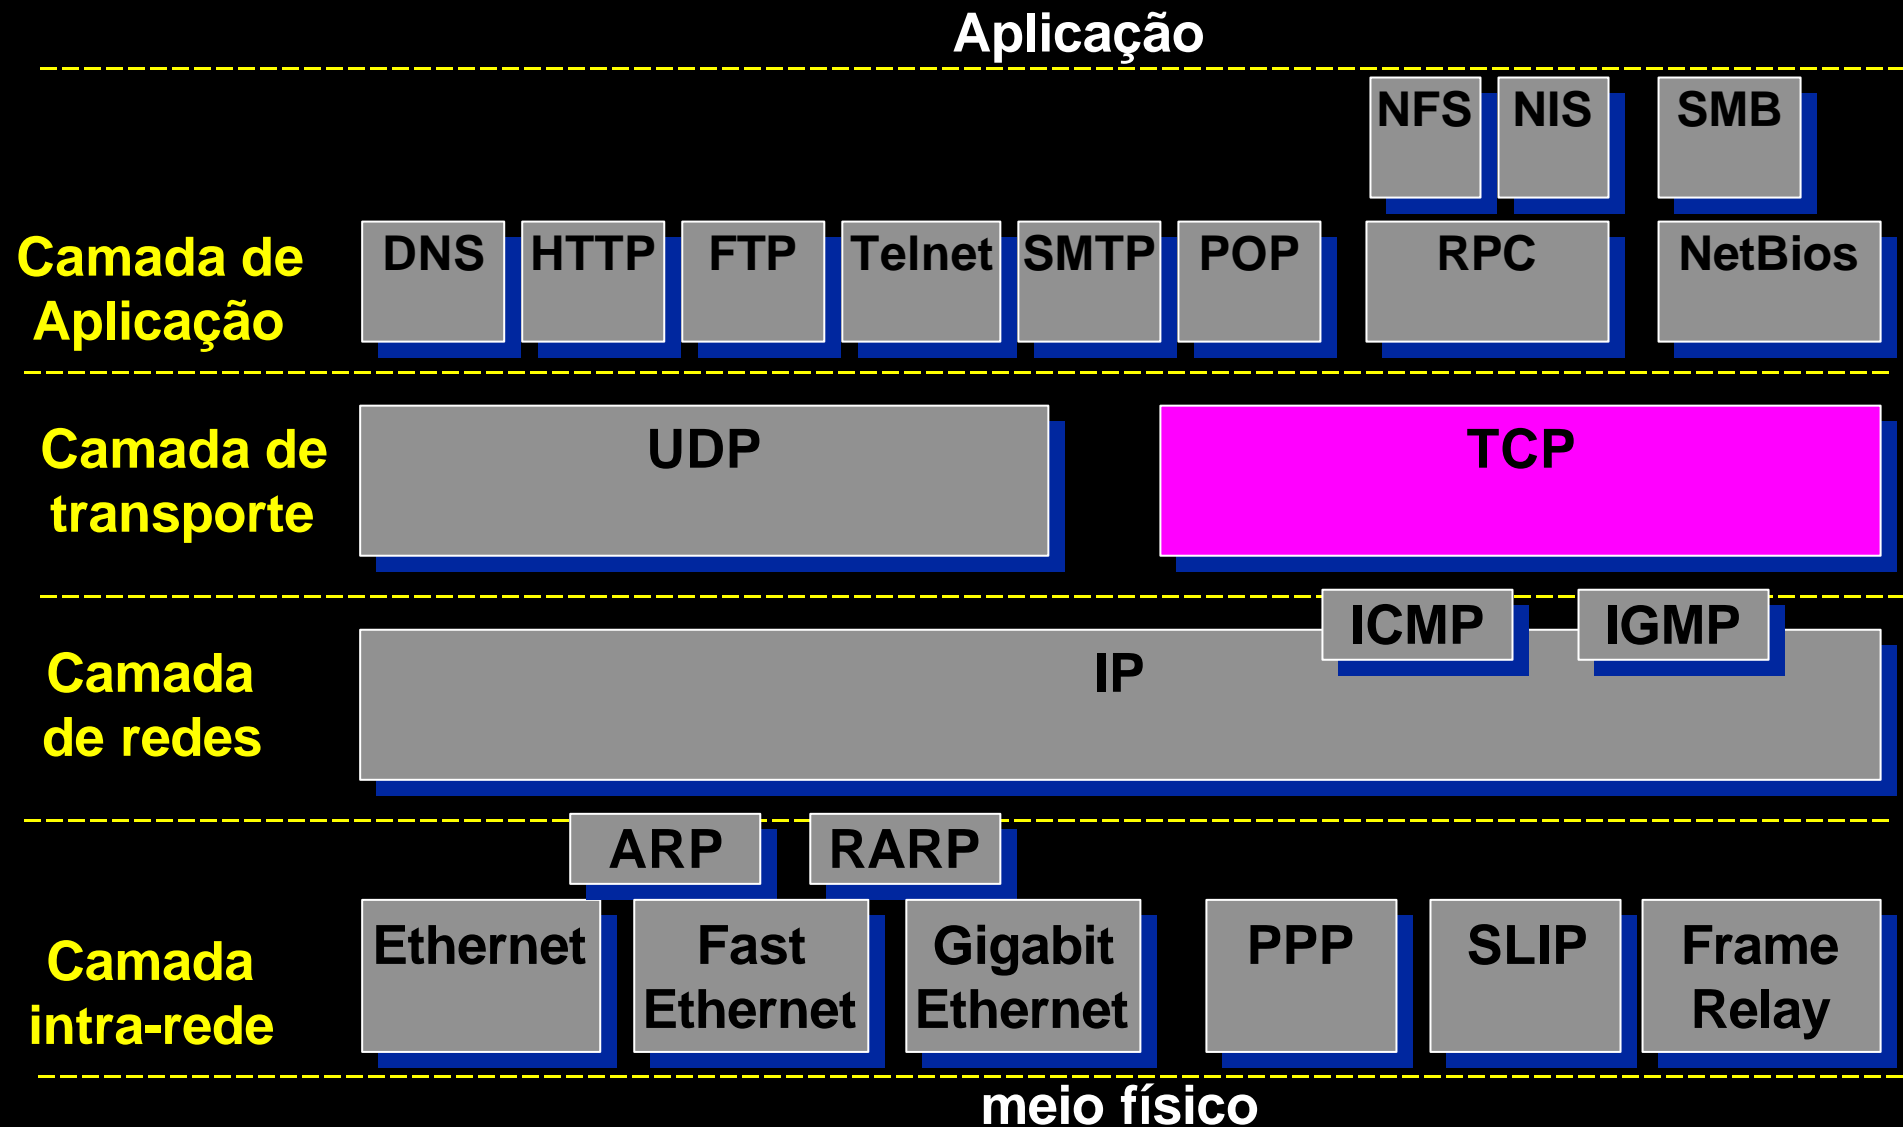 Aplicação
NFS NIS SMB
Camada de
Aplicação
DNS HTTP FTP Telnet SMTP POP RPC NetBios
Camada de
transporte
UDP TCP
ICMP IGMP
Camada
de redes
IP
ARP RARP
Camada
intra-rede
Ethernet
Fast
Ethernet
Gigabit
Ethernet
PPP
SLIP
Frame
Relay
meio físico